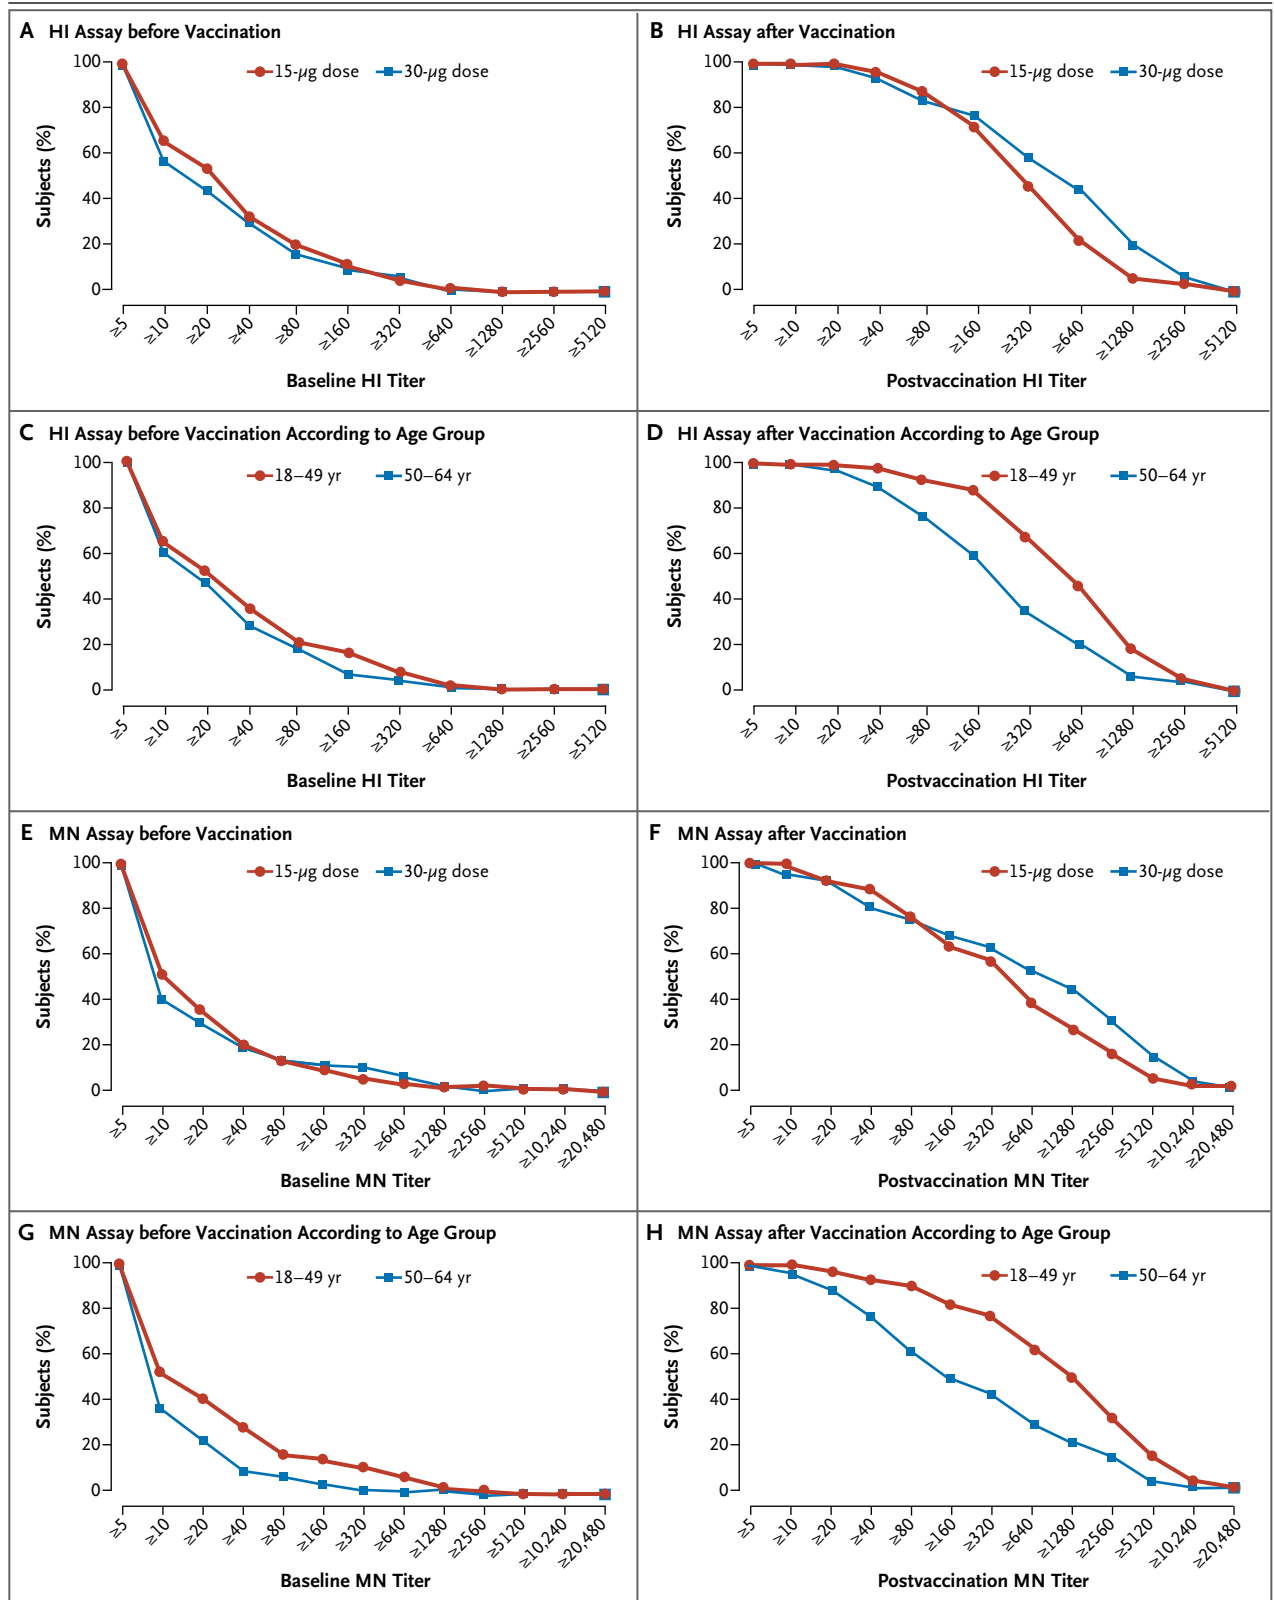 A HI Assay before Vaccination
15-µg dose 30-µg dose
Subjects (%)
100
80
60
40
20
0
≥5 ≥10 ≥20 ≥40 ≥80 ≥160 ≥320 ≥640 ≥1280 ≥2560 ≥5120
Baseline HI Titer
B HI Assay after Vaccination
15-µg dose 30-µg dose
Subjects (%)
100
80
60
40
20
0
≥5 ≥10 ≥20 ≥40 ≥80 ≥160 ≥320 ≥640 ≥1280 ≥2560 ≥5120
Postvaccination HI Titer
C HI Assay before Vaccination According to Age Group
18–49 yr 50–64 yr
Subjects (%)
100
80
60
40
20
0
≥5 ≥10 ≥20 ≥40 ≥80 ≥160 ≥320 ≥640 ≥1280 ≥2560 ≥5120
Baseline HI Titer
D HI Assay after Vaccination According to Age Group
18–49 yr 50–64 yr
Subjects (%)
100
80
60
40
20
0
≥5 ≥10 ≥20 ≥40 ≥80 ≥160 ≥320 ≥640 ≥1280 ≥2560 ≥5120
Postvaccination HI Titer
E MN Assay before Vaccination
15-µg dose 30-µg dose
Subjects (%)
100
80
60
40
20
0
≥5 ≥10 ≥20 ≥40 ≥80 ≥160 ≥320 ≥640 ≥1280 ≥2560 ≥5120 ≥10,240 ≥20,480
Baseline MN Titer
F MN Assay after Vaccination
15-µg dose 30-µg dose
Subjects (%)
100
80
60
40
20
0
≥5 ≥10 ≥20 ≥40 ≥80 ≥160 ≥320 ≥640 ≥1280 ≥2560 ≥5120 ≥10,240 ≥20,480
Postvaccination MN Titer
G MN Assay before Vaccination According to Age Group
18–49 yr 50–64 yr
Subjects (%)
100
80
60
40
20
0
≥5 ≥10 ≥20 ≥40 ≥80 ≥160 ≥320 ≥640 ≥1280 ≥2560 ≥5120 ≥10,240 ≥20,480
Baseline MN Titer
H MN Assay after Vaccination According to Age Group
18–49 yr 50–64 yr
Subjects (%)
100
80
60
40
20
0
≥5 ≥10 ≥20 ≥40 ≥80 ≥160 ≥320 ≥640 ≥1280 ≥2560 ≥5120 ≥10,240 ≥20,480
Postvaccination MN Titer